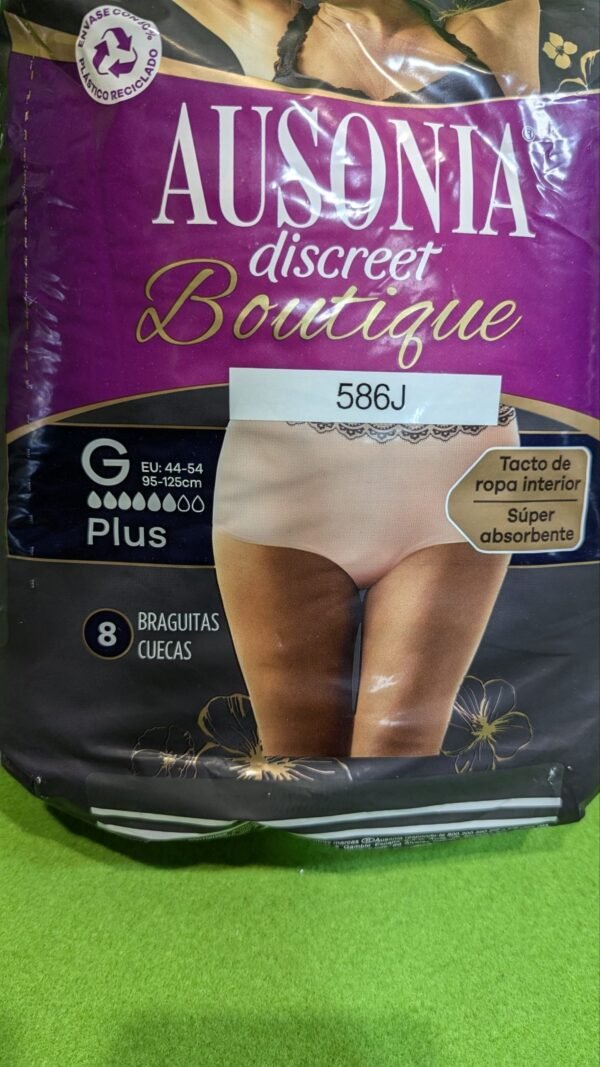 ENVASE CON
PLÁSTICO RECICLADO
AUSONIA®
discreet
Boutique
586J
G
EU: 44-54
95-125cm
Plus
Tacto de
ropa interior
Súper
absorbente
8
BRAGUITAS
CUECAS